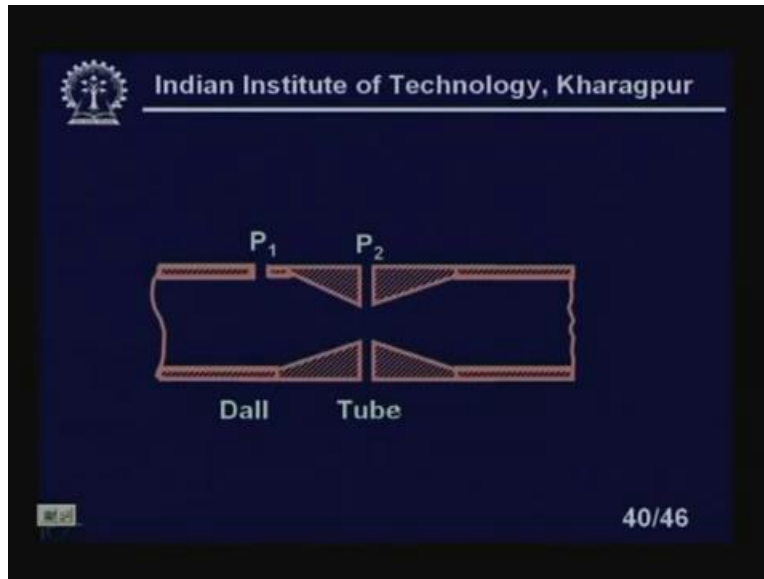 Indian Institute of Technology, Kharagpur
P₁ P₂
Dall Tube
40/46